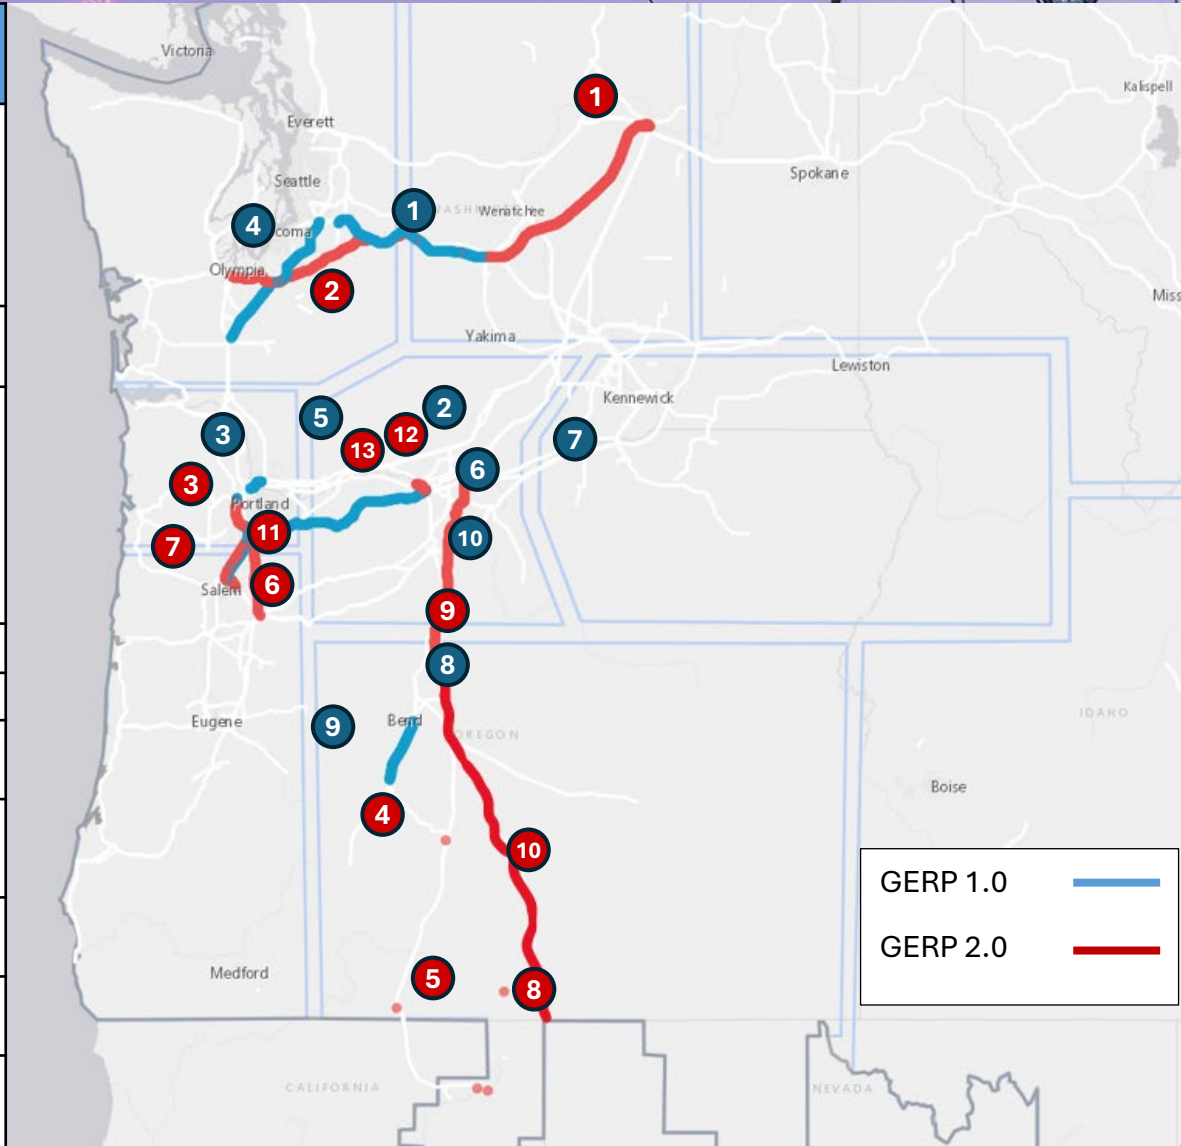 Victoria
Kalispell
1
Everett
Spokane
Seattle
1
WASHINGTON
Wenatchee
4
coma
Olympia
2
Miss
Yakima
Lewiston
Kennewick
5
2
3
12
7
13
6
3
Portland
11
10
7
6
Salem
9
8
Eugene
9
Bend
OREGON
IDAHO
Boise
4
10
GERP 1.0
GERP 2.0
Medford
5
8
CALIFORNIA
NEVADA